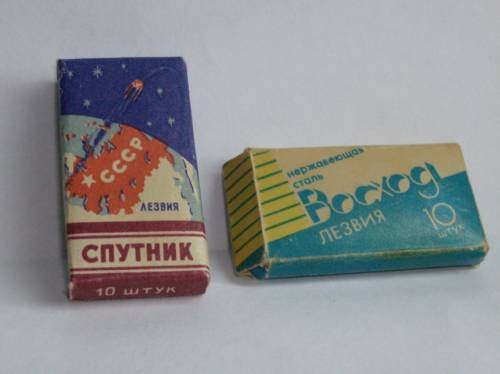 СССР
ЛЕЗВИЯ
СПУТНИК
10 ШТУК
нержавеющая
сталь
Восход
ЛЕЗВИЯ
10
штук